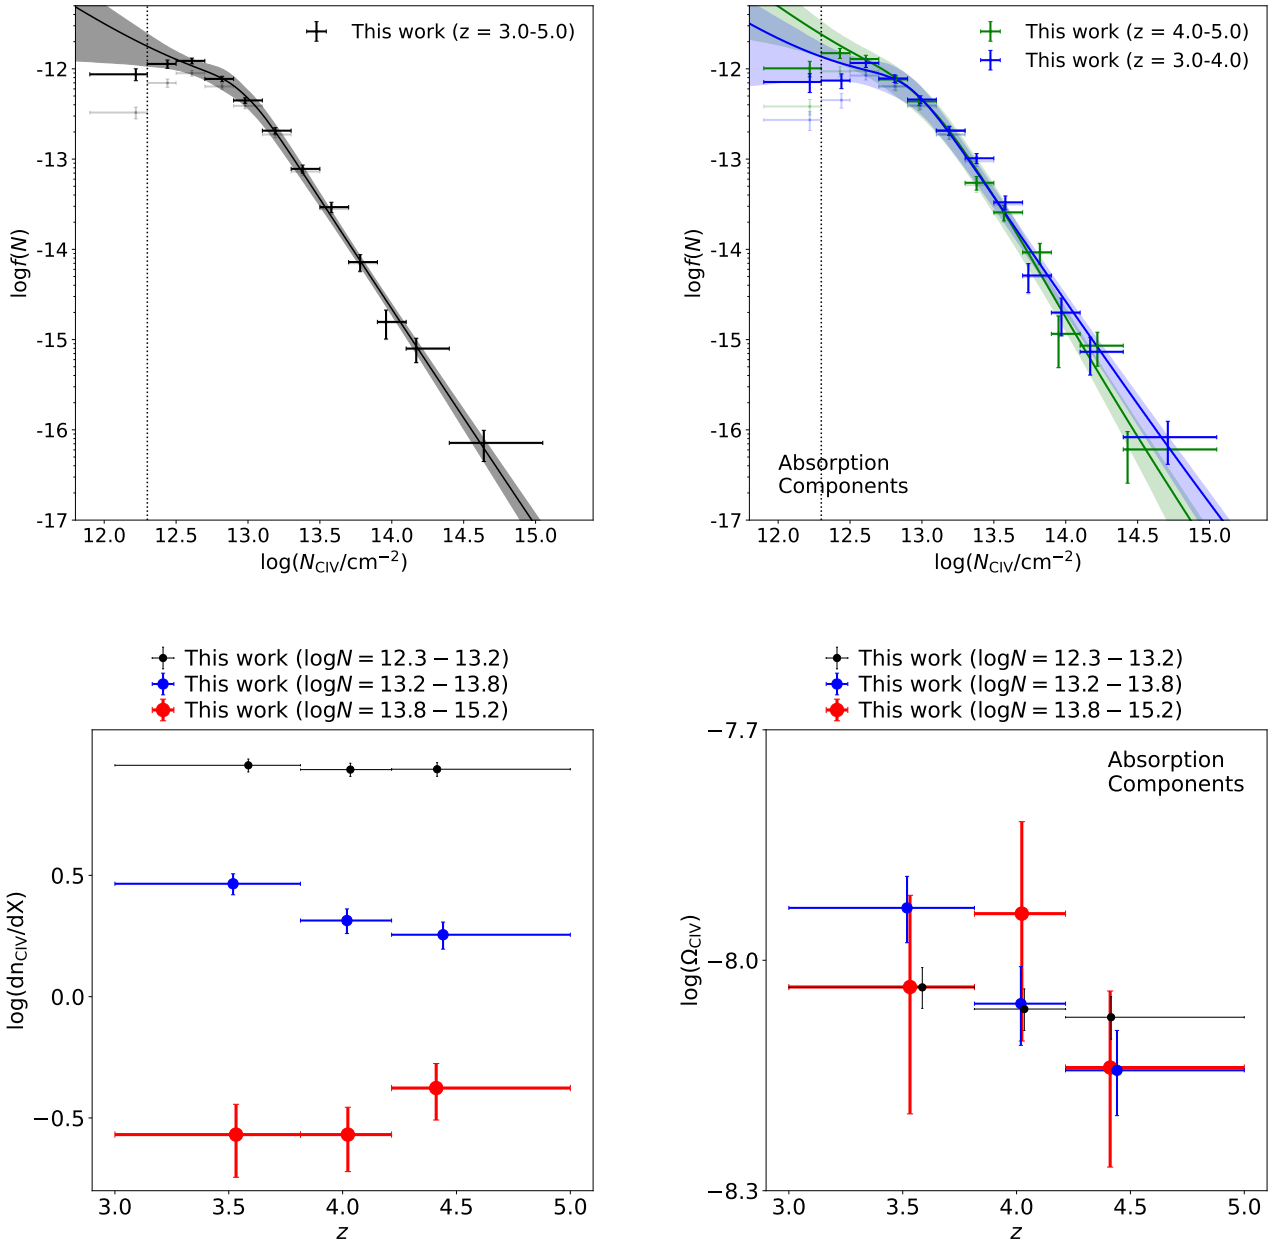 This work (z = 3.0-5.0)
-12
-13
-14
-15
-16
-17
logf(N)
12.0 12.5 13.0 13.5 14.0 14.5 15.0
log(N_CIV/cm⁻²)
This work (z = 4.0-5.0)
This work (z = 3.0-4.0)
-12
-13
-14
-15
-16
-17
logf(N)
Absorption
Components
12.0 12.5 13.0 13.5 14.0 14.5 15.0
log(N_CIV/cm⁻²)
This work (logN = 12.3 − 13.2)
This work (logN = 13.2 − 13.8)
This work (logN = 13.8 − 15.2)
0.5
0.0
−0.5
log(dn_CIV/dX)
3.0 3.5 4.0 4.5 5.0
z
This work (logN = 12.3 − 13.2)
This work (logN = 13.2 − 13.8)
This work (logN = 13.8 − 15.2)
−7.7
−8.0
−8.3
log(Ω_CIV)
Absorption
Components
3.0 3.5 4.0 4.5 5.0
z